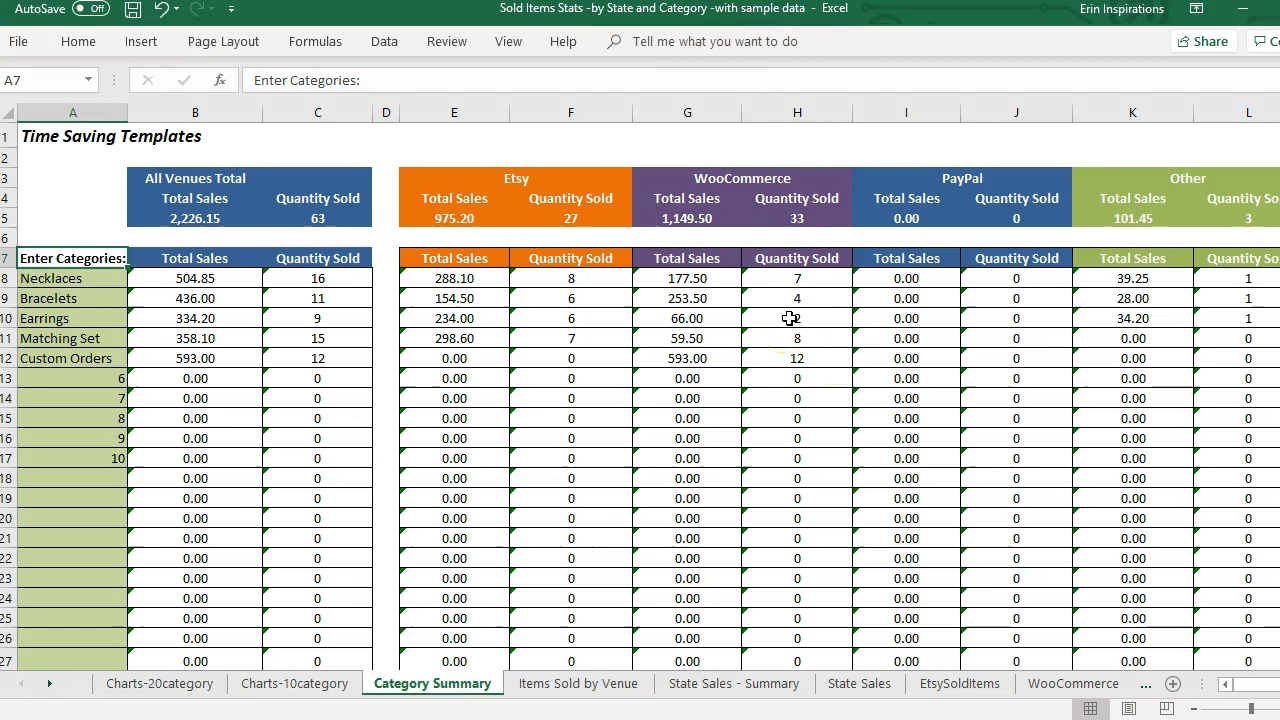 AutoSave Off Sold Items Stats -by State and Category -with sample data - Excel Erin Inspirations
File Home Insert Page Layout Formulas Data Review View Help Tell me what you want to do Share
A7 fx Enter Categories:
A B C D E F G H I J K L
1 Time Saving Templates
2
3 All Venues Total Etsy WooCommerce PayPal Other
4 Total Sales Quantity Sold Total Sales Quantity Sold Total Sales Quantity Sold Total Sales Quantity Sold Total Sales Quantity So
5 2,226.15 63 975.20 27 1,149.50 33 0.00 0 101.45 3
6
7 Enter Categories: Total Sales Quantity Sold Total Sales Quantity Sold Total Sales Quantity Sold Total Sales Quantity Sold Total Sales Quantity So
8 Necklaces 504.85 16 288.10 8 177.50 7 0.00 0 39.25 1
9 Bracelets 436.00 11 154.50 6 253.50 4 0.00 0 28.00 1
10 Earrings 334.20 9 234.00 6 66.00 2 0.00 0 34.20 1
11 Matching Set 358.10 15 298.60 7 59.50 8 0.00 0 0.00 0
12 Custom Orders 593.00 12 0.00 0 593.00 12 0.00 0 0.00 0
13 6 0.00 0 0.00 0 0.00 0 0.00 0 0.00 0
14 7 0.00 0 0.00 0 0.00 0 0.00 0 0.00 0
15 8 0.00 0 0.00 0 0.00 0 0.00 0 0.00 0
16 9 0.00 0 0.00 0 0.00 0 0.00 0 0.00 0
17 10 0.00 0 0.00 0 0.00 0 0.00 0 0.00 0
18 0.00 0 0.00 0 0.00 0 0.00 0 0.00 0
19 0.00 0 0.00 0 0.00 0 0.00 0 0.00 0
20 0.00 0 0.00 0 0.00 0 0.00 0 0.00 0
21 0.00 0 0.00 0 0.00 0 0.00 0 0.00 0
22 0.00 0 0.00 0 0.00 0 0.00 0 0.00 0
23 0.00 0 0.00 0 0.00 0 0.00 0 0.00 0
24 0.00 0 0.00 0 0.00 0 0.00 0 0.00 0
25 0.00 0 0.00 0 0.00 0 0.00 0 0.00 0
26 0.00 0 0.00 0 0.00 0 0.00 0 0.00 0
27 0.00 0 0.00 0 0.00 0 0.00 0 0.00 0
Charts-20category Charts-10category Category Summary Items Sold by Venue State Sales - Summary State Sales EtsySoldItems WooCommerce ...